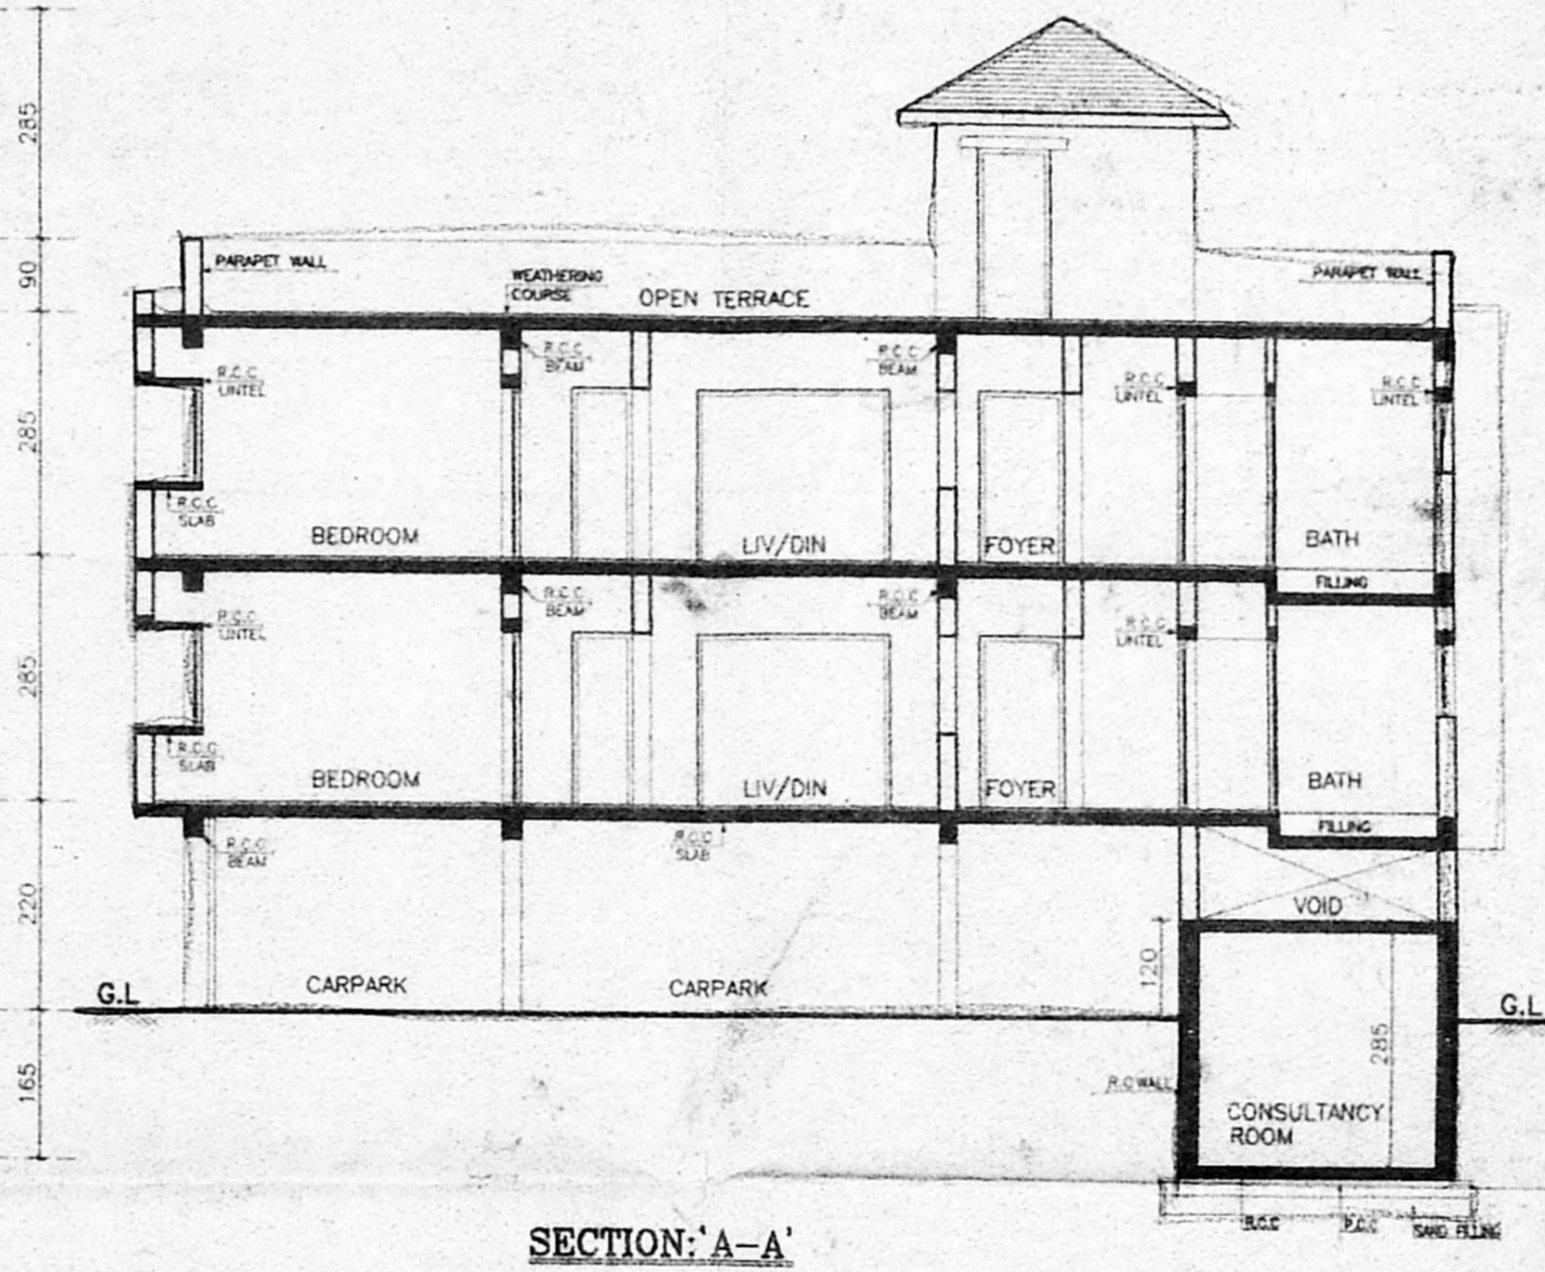 285
90
285
285
220
165
PARAPET WALL
WEATHERING
COURSE
OPEN TERRACE
PARAPET WALL
R.C.C
BEAM
R.C.C
BEAM
R.C.C
LINTEL
R.C.C
LINTEL
R.C.C
LINTEL
R.C.C
SLAB
BEDROOM
LIV/DIN
FOYER
BATH
FILLING
R.C.C
BEAM
R.C.C
BEAM
R.C.C
LINTEL
R.C.C
LINTEL
R.C.C
SLAB
BEDROOM
LIV/DIN
FOYER
BATH
FILLING
R.C.C
BEAM
R.C.C
SLAB
VOID
120
CARPARK
CARPARK
G.L
G.L
285
R.C WALL
CONSULTANCY
ROOM
R.C.C
P.C.C
SAND FILLING
SECTION:'A-A'